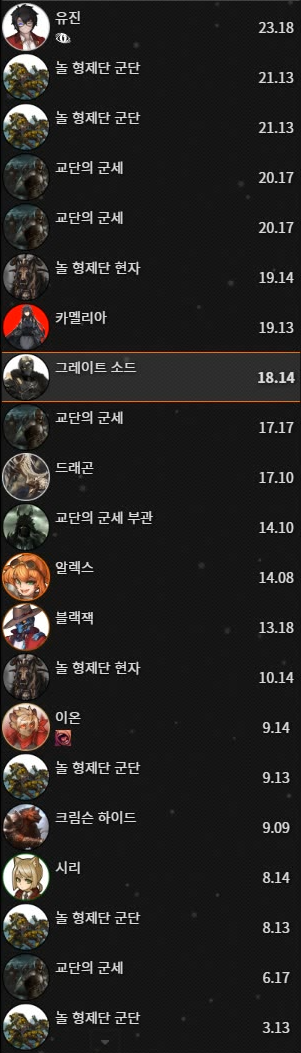 유진
23.18
놀 형제단 군단
21.13
놀 형제단 군단
21.13
교단의 군세
20.17
교단의 군세
20.17
놀 형제단 현자
19.14
카멜리아
19.13
그레이트 소드
18.14
교단의 군세
17.17
드래곤
17.10
교단의 군세 부관
14.10
알렉스
14.08
블랙잭
13.18
놀 형제단 현자
10.14
이온
9.14
놀 형제단 군단
9.13
크림슨 하이드
9.09
시리
8.14
놀 형제단 군단
8.13
교단의 군세
6.17
놀 형제단 군단
3.13